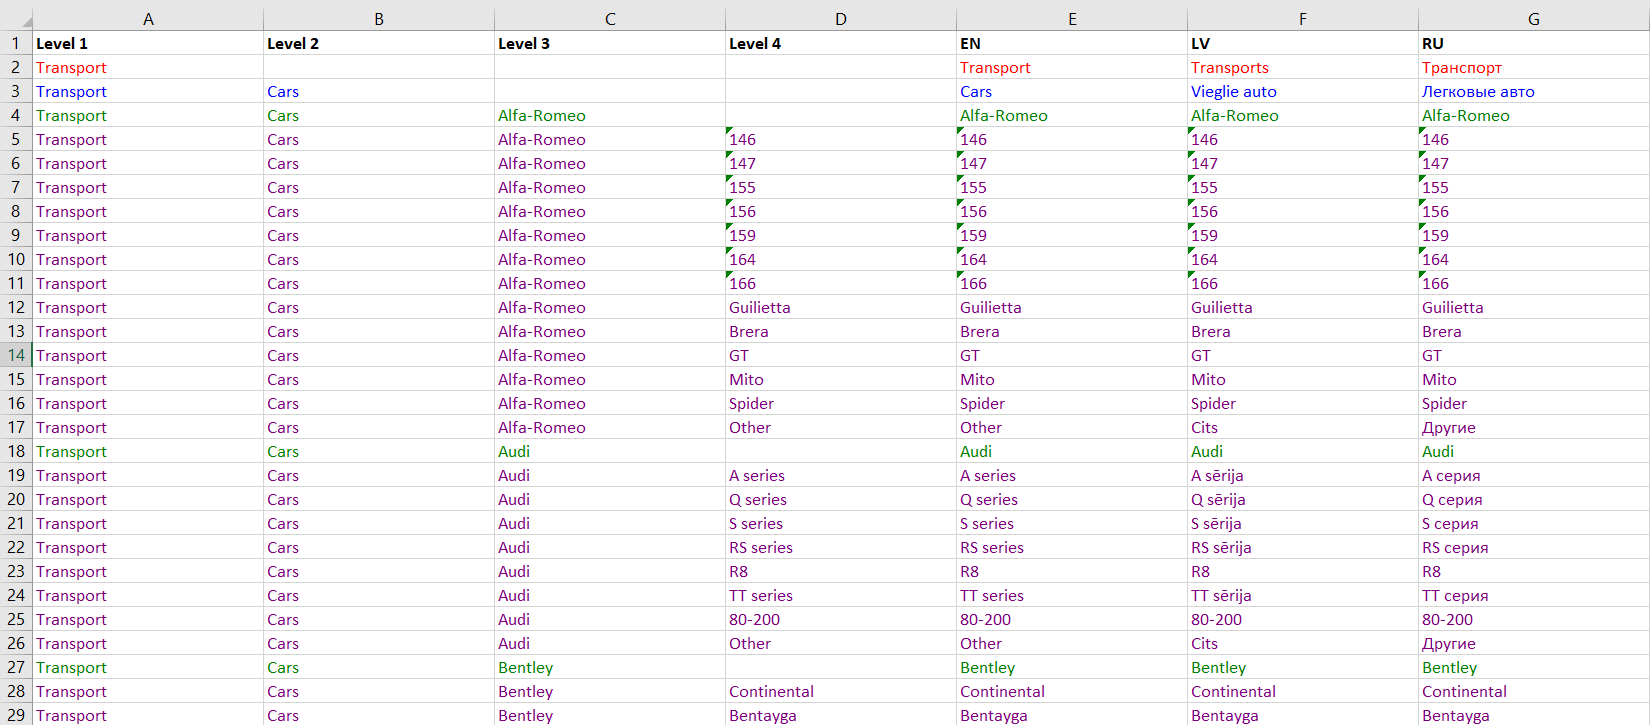 A B C D E F G
1 Level 1 Level 2 Level 3 Level 4 EN LV RU
2 Transport Transport Transports Транспорт
3 Transport Cars Cars Vieglie auto Легковые авто
4 Transport Cars Alfa-Romeo Alfa-Romeo Alfa-Romeo Alfa-Romeo
5 Transport Cars Alfa-Romeo 146 146 146 146
6 Transport Cars Alfa-Romeo 147 147 147 147
7 Transport Cars Alfa-Romeo 155 155 155 155
8 Transport Cars Alfa-Romeo 156 156 156 156
9 Transport Cars Alfa-Romeo 159 159 159 159
10 Transport Cars Alfa-Romeo 164 164 164 164
11 Transport Cars Alfa-Romeo 166 166 166 166
12 Transport Cars Alfa-Romeo Guilietta Guilietta Guilietta Guilietta
13 Transport Cars Alfa-Romeo Brera Brera Brera Brera
14 Transport Cars Alfa-Romeo GT GT GT GT
15 Transport Cars Alfa-Romeo Mito Mito Mito Mito
16 Transport Cars Alfa-Romeo Spider Spider Spider Spider
17 Transport Cars Alfa-Romeo Other Other Cits Другие
18 Transport Cars Audi Audi Audi Audi
19 Transport Cars Audi A series A series A sērija A серия
20 Transport Cars Audi Q series Q series Q sērija Q серия
21 Transport Cars Audi S series S series S sērija S серия
22 Transport Cars Audi RS series RS series RS sērija RS серия
23 Transport Cars Audi R8 R8 R8 R8
24 Transport Cars Audi TT series TT series TT sērija TT серия
25 Transport Cars Audi 80-200 80-200 80-200 80-200
26 Transport Cars Audi Other Other Cits Другие
27 Transport Cars Bentley Bentley Bentley Bentley
28 Transport Cars Bentley Continental Continental Continental Continental
29 Transport Cars Bentley Bentayga Bentayga Bentayga Bentayga